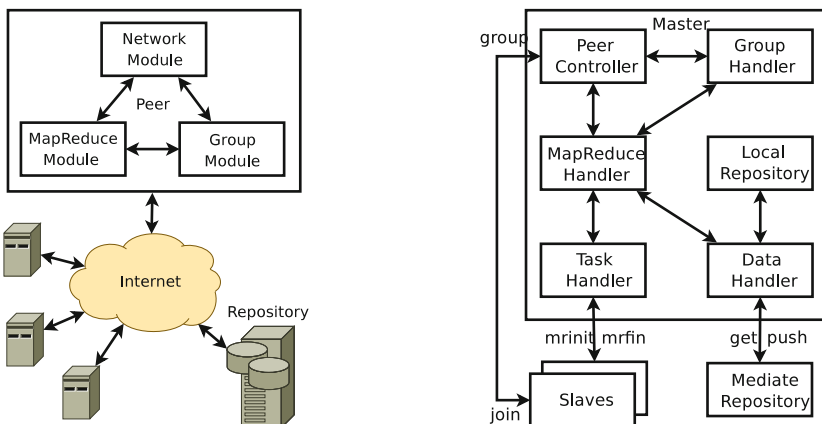 Network
Module
Peer
MapReduce
Module
Group
Module
Internet
Repository
Master
group
Peer
Controller
Group
Handler
MapReduce
Handler
Local
Repository
Task
Handler
Data
Handler
mrinit mrfin
get push
join
Slaves
Mediate
Repository